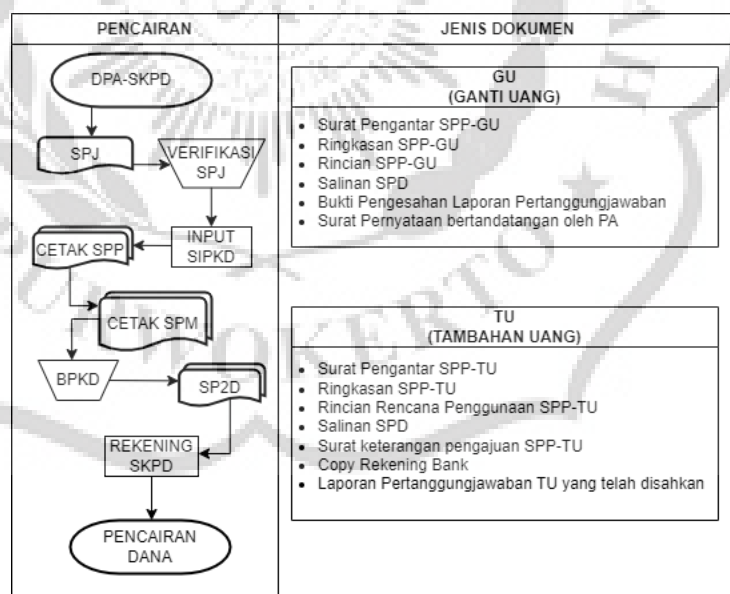 PENCAIRAN
JENIS DOKUMEN
DPA-SKPD
SPJ
VERIFIKASI
SPJ
INPUT
SIPKD
CETAK SPP
CETAK SPM
BPKD
SP2D
REKENING
SKPD
PENCAIRAN
DANA
GU
(GANTI UANG)
• Surat Pengantar SPP-GU
• Ringkasan SPP-GU
• Rincian SPP-GU
• Salinan SPD
• Bukti Pengesahan Laporan Pertanggungjawaban
• Surat Pernyataan bertandatangan oleh PA
TU
(TAMBAHAN UANG)
• Surat Pengantar SPP-TU
• Ringkasan SPP-TU
• Rincian Rencana Penggunaan SPP-TU
• Salinan SPD
• Surat keterangan pengajuan SPP-TU
• Copy Rekening Bank
• Laporan Pertanggungjawaban TU yang telah disahkan